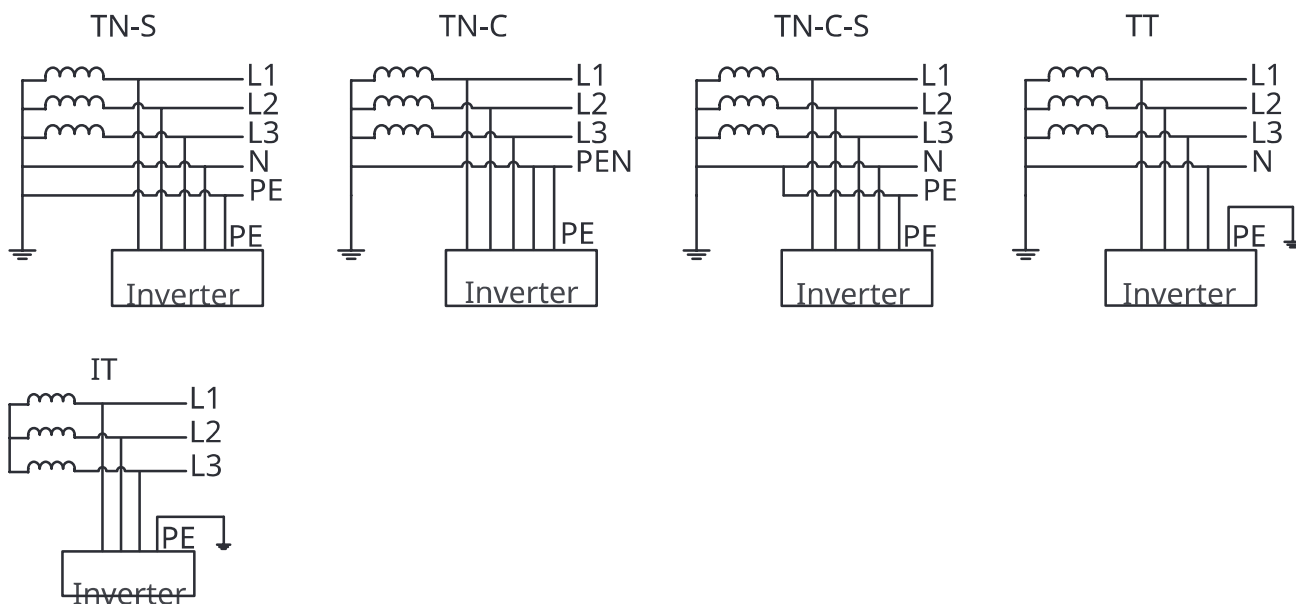 TN-S
L1
L2
L3
N
PE
PE
Inverter
TN-C
L1
L2
L3
PEN
PE
Inverter
TN-C-S
L1
L2
L3
N
PE
PE
Inverter
TT
L1
L2
L3
N
PE
Inverter
IT
L1
L2
L3
PE
Inverter